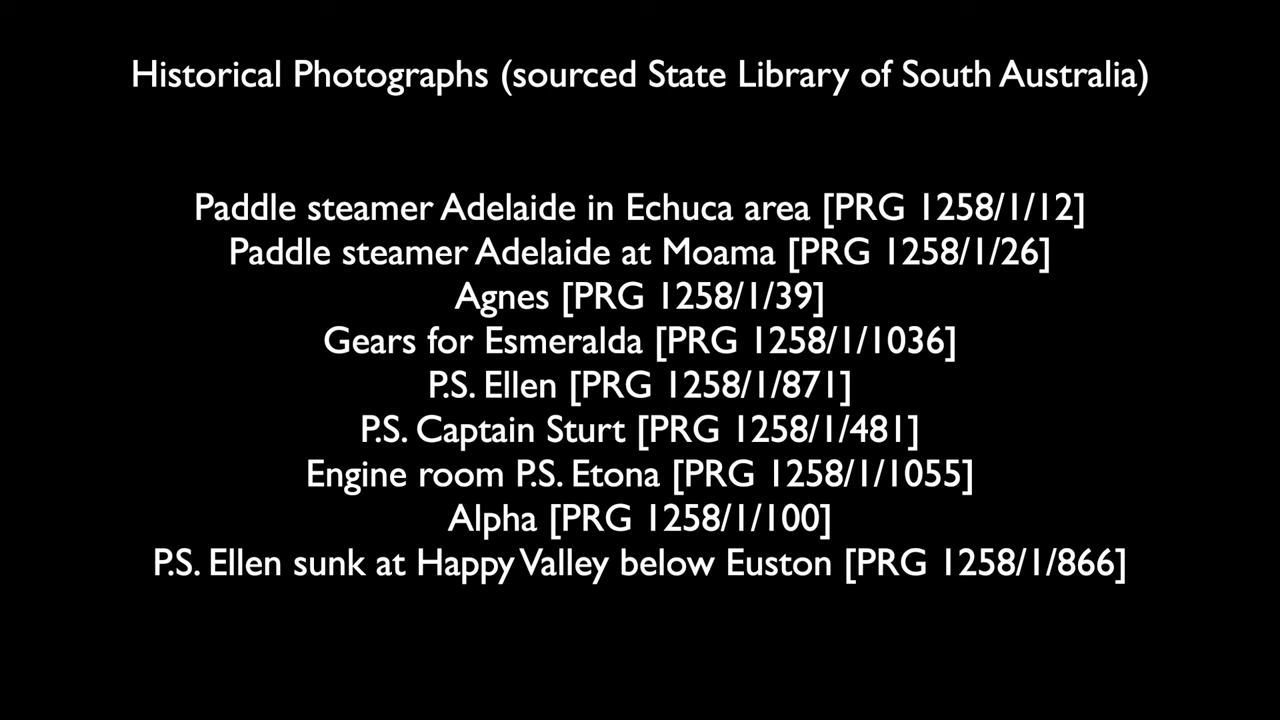 Historical Photographs (sourced State Library of South Australia)
Paddle steamer Adelaide in Echuca area [PRG 1258/1/12]
Paddle steamer Adelaide at Moama [PRG 1258/1/26]
Agnes [PRG 1258/1/39]
Gears for Esmeralda [PRG 1258/1/1036]
P.S. Ellen [PRG 1258/1/871]
P.S. Captain Sturt [PRG 1258/1/481]
Engine room P.S. Etona [PRG 1258/1/1055]
Alpha [PRG 1258/1/100]
P.S. Ellen sunk at Happy Valley below Euston [PRG 1258/1/866]